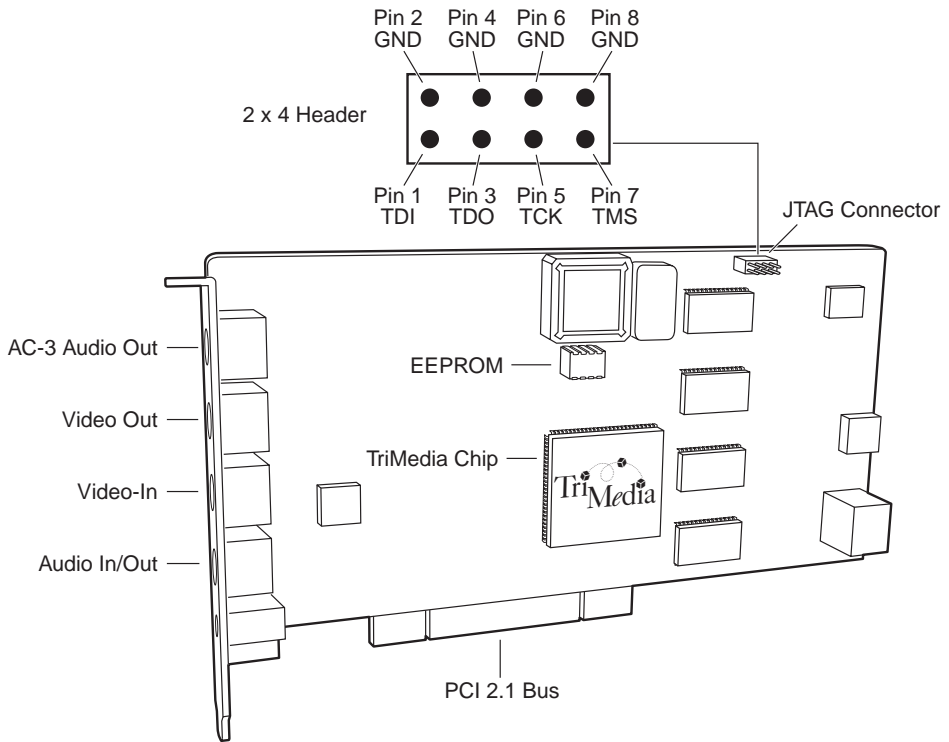 Pin 2 Pin 4 Pin 6 Pin 8
GND GND GND GND
2 x 4 Header
Pin 1 Pin 3 Pin 5 Pin 7
TDI TDO TCK TMS
JTAG Connector
AC-3 Audio Out
EEPROM
Video Out
TriMedia Chip
TriMedia
Video-In
Audio In/Out
PCI 2.1 Bus